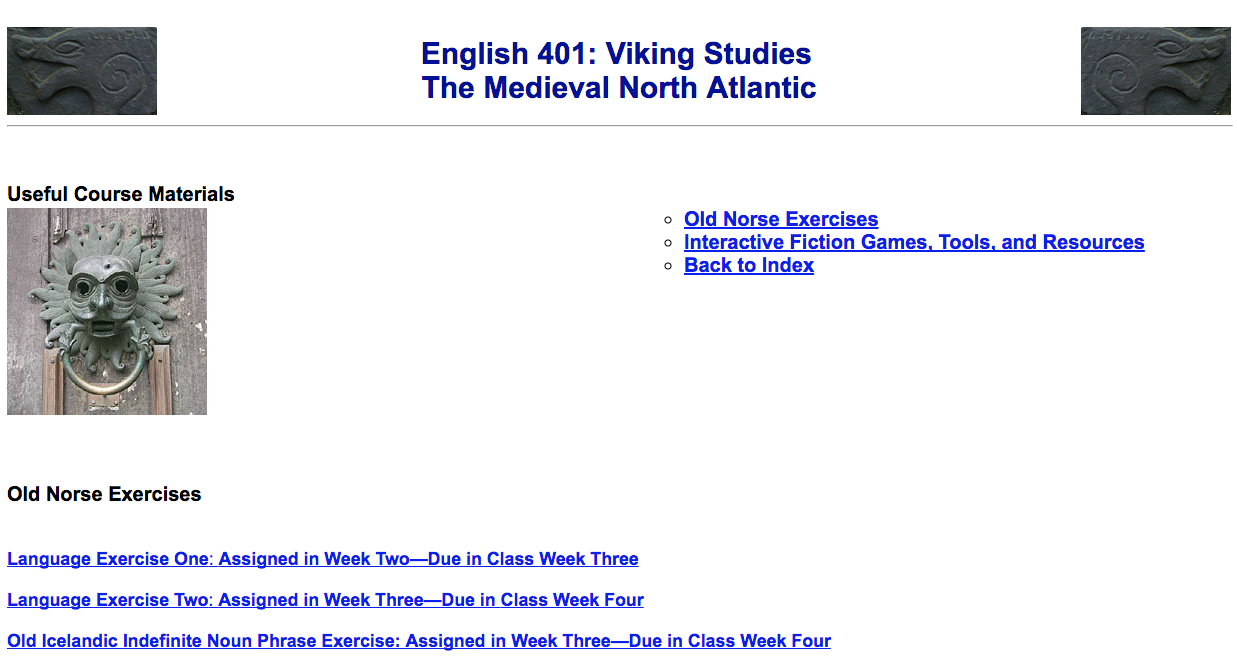 English 401: Viking Studies
The Medieval North Atlantic
Useful Course Materials
Old Norse Exercises
Interactive Fiction Games, Tools, and Resources
Back to Index
Old Norse Exercises
Language Exercise One: Assigned in Week Two—Due in Class Week Three
Language Exercise Two: Assigned in Week Three—Due in Class Week Four
Old Icelandic Indefinite Noun Phrase Exercise: Assigned in Week Three—Due in Class Week Four